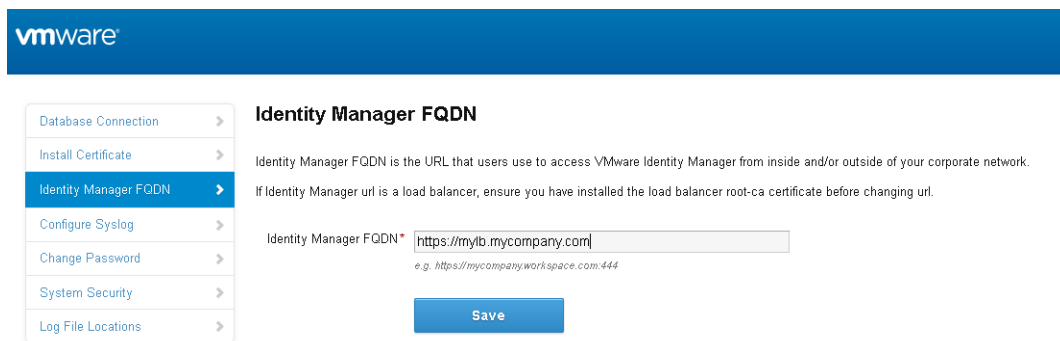 vmware®
Database Connection
Install Certificate
Identity Manager FQDN
Configure Syslog
Change Password
System Security
Log File Locations
Identity Manager FQDN
Identity Manager FQDN is the URL that users use to access VMware Identity Manager from inside and/or outside of your corporate network.
If Identity Manager url is a load balancer, ensure you have installed the load balancer root-ca certificate before changing url.
Identity Manager FQDN* https://mylb.mycompany.com
e.g. https://mycompany.workspace.com:444
Save